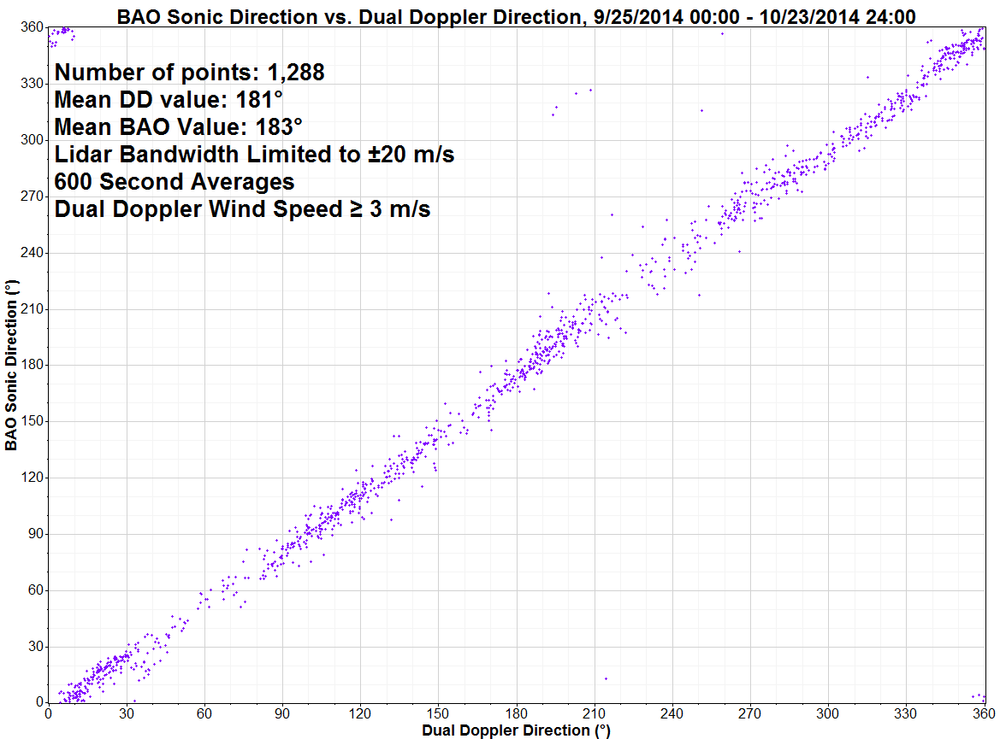 BAO Sonic Direction vs. Dual Doppler Direction, 9/25/2014 00:00 - 10/23/2014 24:00
Number of points: 1,288
Mean DD value: 181°
Mean BAO Value: 183°
Lidar Bandwidth Limited to ±20 m/s
600 Second Averages
Dual Doppler Wind Speed ≥ 3 m/s
BAO Sonic Direction (°)
360
330
300
270
240
210
180
150
120
90
60
30
0
0 30 60 90 120 150 180 210 240 270 300 330 360
Dual Doppler Direction (°)